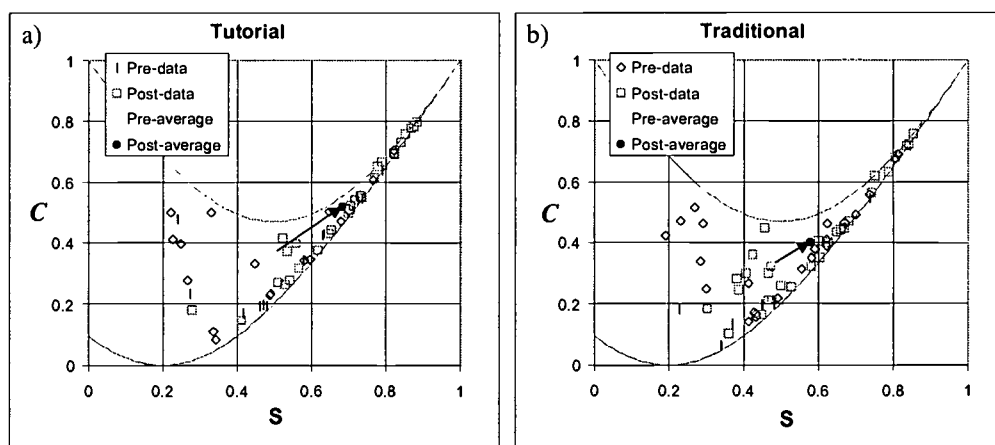 a)
Tutorial
Pre-data
Post-data
Pre-average
Post-average
1
0.8
0.6
0.4
0.2
0
C
0
0.2
0.4
0.6
0.8
1
S
b)
Traditional
Pre-data
Post-data
Pre-average
Post-average
1
0.8
0.6
0.4
0.2
0
C
0
0.2
0.4
0.6
0.8
1
S